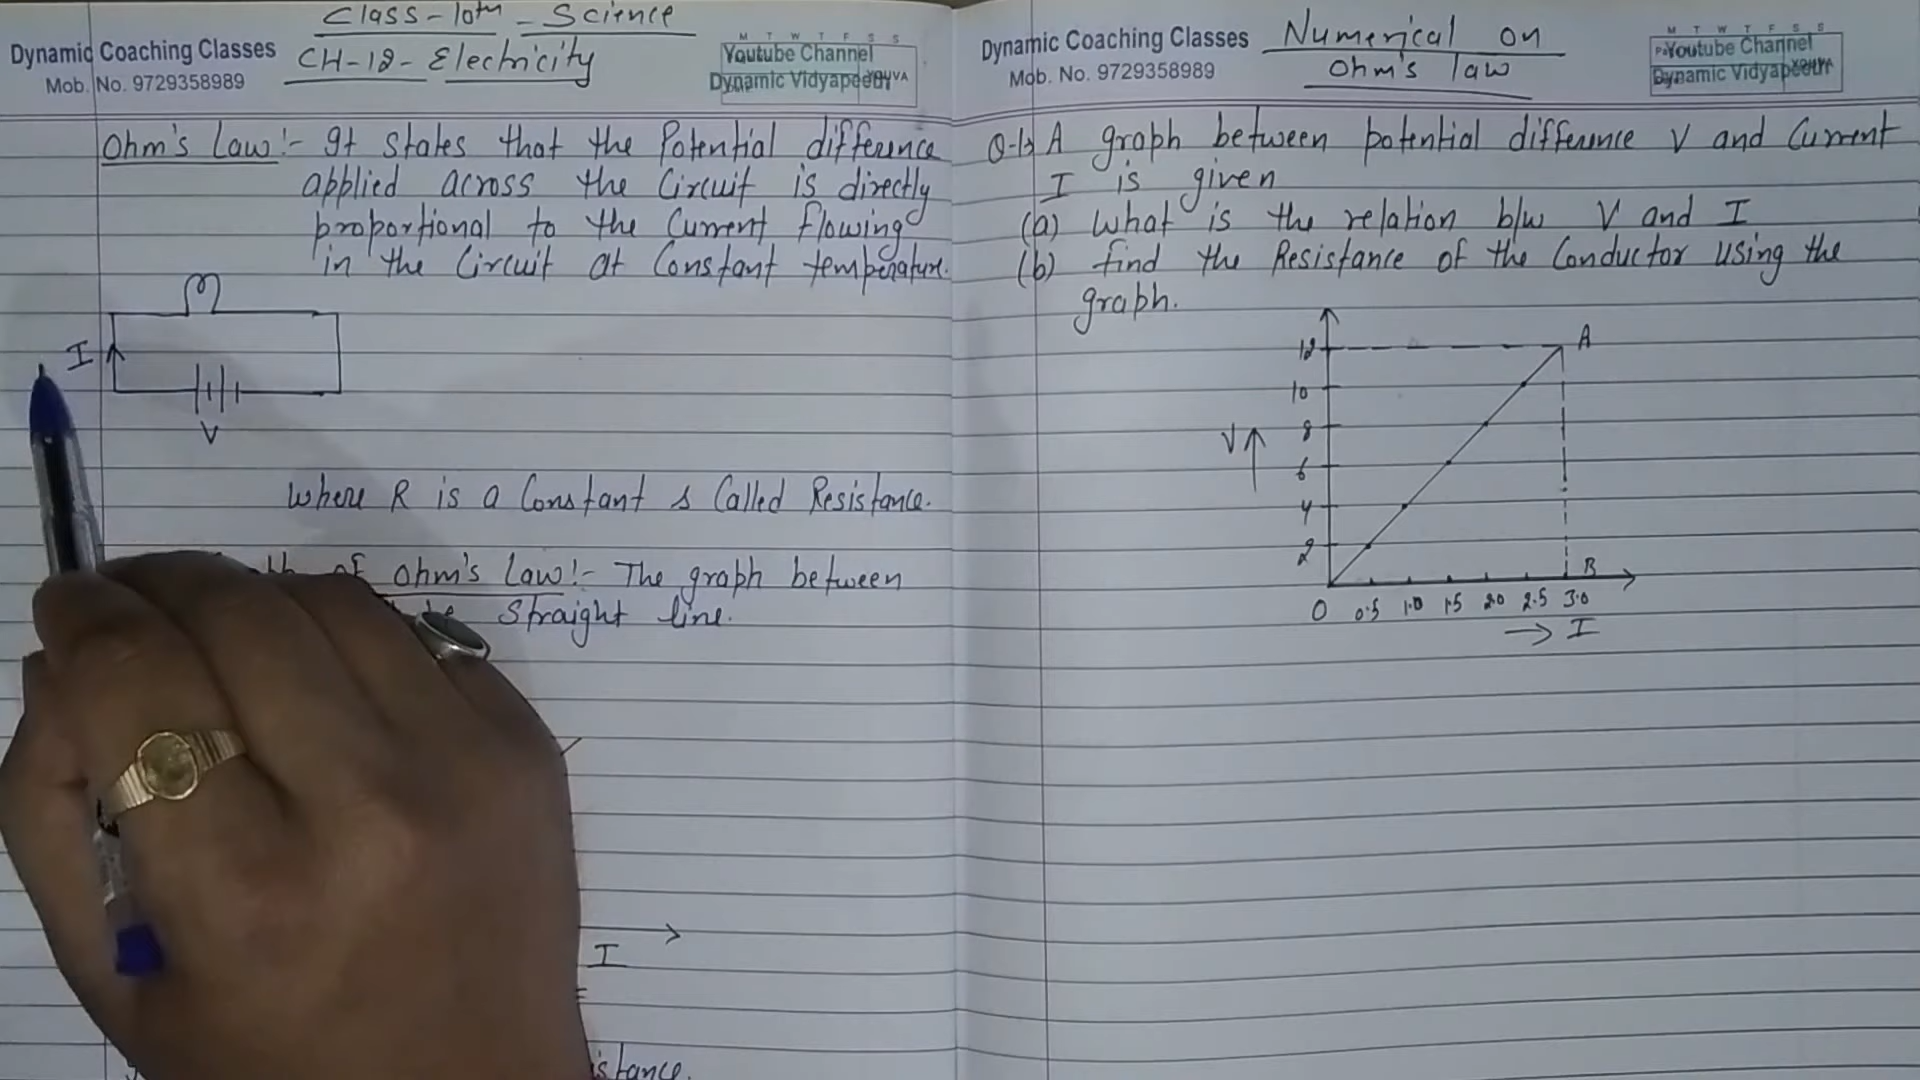 Class-10th - Science
CH-12- Electricity
Dynamic Coaching Classes
Mob. No. 9729358989
M T W T F S S
Youtube Channel
Dynamic Vidyapeeth
Ohm's Law:- It states that the Potential difference
applied across the Circuit is directly
proportional to the Current flowing
in the Circuit at Constant temperature.
I
V
where R is a Constant & Called Resistance.
of Ohm's Law:- The graph between
straight line.
I
=
istance.
Dynamic Coaching Classes
Mob. No. 9729358989
Numerical on
Ohm's law
M T W T F S S
Youtube Channel
Dynamic Vidyapeeth
Q-1) A graph between potential difference V and Current
I is given
(a) What is the relation b/w V and I
(b) find the Resistance of the Conductor using the
graph.
12
A
10
V
8
6
4
2
B
0 0.5 1.0 1.5 2.0 2.5 3.0
I